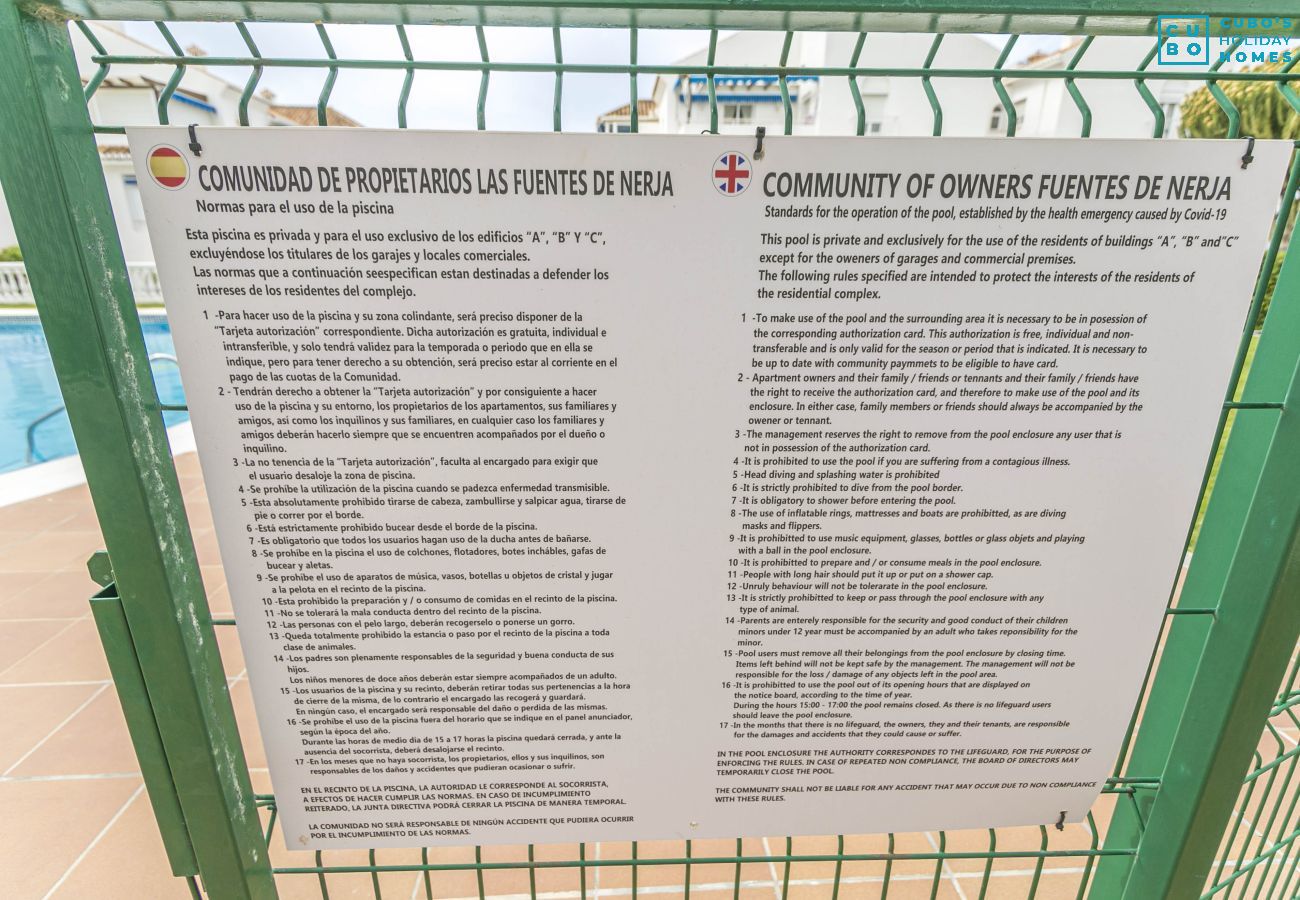 CUBO
CUBO'S
HOLIDAY
HOMES
COMUNIDAD DE PROPIETARIOS LAS FUENTES DE NERJA
Normas para el uso de la piscina
Esta piscina es privada y para el uso exclusivo de los edificios "A", "B" Y "C",
excluyéndose los titulares de los garajes y locales comerciales.
Las normas que a continuación seespecifican estan destinadas a defender los
intereses de los residentes del complejo.
1 -Para hacer uso de la piscina y su zona colindante, será preciso disponer de la
"Tarjeta autorización" correspondiente. Dicha autorización es gratuita, individual e
intransferible, y solo tendrá validez para la temporada o periodo que en ella se
indique, pero para tener derecho a su obtención, será preciso estar al corriente en el
pago de las cuotas de la Comunidad.
2 - Tendrán derecho a obtener la "Tarjeta autorización" y por consiguiente a hacer
uso de la piscina y su entorno, los propietarios de los apartamentos, sus familiares y
amigos, así como los inquilinos y sus familiares, en cualquier caso los familiares y
amigos deberán hacerlo siempre que se encuentren acompañados por el dueño o
inquilino.
3 -La no tenencia de la "Tarjeta autorización", faculta al encargado para exigir que
el usuario desaloje la zona de piscina.
4 -Se prohíbe la utilización de la piscina cuando se padezca enfermedad transmisible.
5 -Esta absolutamente prohibido tirarse de cabeza, zambullirse y salpicar agua, tirarse de
pie o correr por el borde.
6 -Está estrictamente prohibido bucear desde el borde de la piscina.
7 -Es obligatorio que todos los usuarios hagan uso de la ducha antes de bañarse.
8 -Se prohíbe en la piscina el uso de colchones, flotadores, botes inchábles, gafas de
bucear y aletas.
9 -Se prohíbe el uso de aparatos de música, vasos, botellas u objetos de cristal y jugar
a la pelota en el recinto de la piscina.
10 -Esta prohibido la preparación y / o consumo de comidas en el recinto de la piscina.
11 -No se tolerará la mala conducta dentro del recinto de la piscina.
12 -Las personas con el pelo largo, deberán recogerselo o ponerse un gorro.
13 -Queda totalmente prohibido la estancia o paso por el recinto de la piscina a toda
clase de animales.
14 -Los padres son plenamente responsables de la seguridad y buena conducta de sus
hijos.
Los niños menores de doce años deberán estar siempre acompañados de un adulto.
15 -Los usuarios de la piscina y su recinto, deberán retirar todas sus pertenencias a la hora
de cierre de la misma, de lo contrario el encargado las recogerá y guardará.
En ningún caso, el encargado será responsable del daño o perdida de las mismas.
16 -Se prohíbe el uso de la piscina fuera del horario que se indique en el panel anunciador,
según la época del año.
Durante las horas de medio dia de 15 a 17 horas la piscina quedará cerrada, y ante la
ausencia del socorrista, deberá desalojarse el recinto.
17 -En los meses que no haya socorrista, los propietarios, ellos y sus inquilinos, son
responsables de los daños y accidentes que pudieran ocasionar o sufrir.
EN EL RECINTO DE LA PISCINA, LA AUTORIDAD LE CORRESPONDE AL SOCORRISTA,
A EFECTOS DE HACER CUMPLIR LAS NORMAS. EN CASO DE INCUMPLIMIENTO
REITERADO, LA JUNTA DIRECTIVA PODRÁ CERRAR LA PISCINA DE MANERA TEMPORAL.
LA COMUNIDAD NO SERÁ RESPONSABLE DE NINGÚN ACCIDENTE QUE PUDIERA OCURRIR
POR EL INCUMPLIMIENTO DE LAS NORMAS.
COMMUNITY OF OWNERS FUENTES DE NERJA
Standards for the operation of the pool, established by the health emergency caused by Covid-19
This pool is private and exclusively for the use of the residents of buildings "A", "B" and"C"
except for the oweners of garages and commercial premises.
The following rules specified are intended to protect the interests of the residents of
the residential complex.
1 -To make use of the pool and the surrounding area it is necessary to be in posession of
the corresponding authorization card. This authorization is free, individual and non-
transferable and is only valid for the season or period that is indicated. It is necessary to
be up to date with community paymmets to be eligible to have card.
2 - Apartment owners and their family / friends or tennants and their family / friends have
the right to receive the authorization card, and therefore to make use of the pool and its
enclosure. In either case, family members or friends should always be accompanied by the
owener or tennant.
3 -The management reserves the right to remove from the pool enclosure any user that is
not in possession of the authorization card.
4 -It is prohibited to use the pool if you are suffering from a contagious illness.
5 -Head diving and splashing water is prohibited
6 -It is strictly prohibited to dive from the pool border.
7 -It is obligatory to shower before entering the pool.
8 -The use of inflatable rings, mattresses and boats are prohibitted, as are diving
masks and flippers.
9 -It is prohibitted to use music equipment, glasses, bottles or glass objets and playing
with a ball in the pool enclosure.
10 -It is prohibitted to prepare and / or consume meals in the pool enclosure.
11 -People with long hair should put it up or put on a shower cap.
12 -Unruly behaviour will not be tolerarate in the pool enclosure.
13 -It is strictly prohibitted to keep or pass through the pool enclosure with any
type of animal.
14 -Parents are enterely responsible for the security and good conduct of their children
minors under 12 year must be accompanied by an adult who takes reponsibility for the
minor.
15 -Pool users must remove all their belongings from the pool enclosure by closing time.
Items left behind will not be kept safe by the management. The management will not be
responsible for the loss / damage of any objects left in the pool area.
16 -It is prohibitted to use the pool out of its opening hours that are displayed on
the notice board, according to the time of year.
During the hours 15:00 - 17:00 the pool remains closed. As there is no lifeguard users
should leave the pool enclosure.
17 -In the months that there is no lifeguard, the owners, they and their tenants, are responsible
for the damages and accidents that they could cause or suffer.
IN THE POOL ENCLOSURE THE AUTHORITY CORRESPONDES TO THE LIFEGUARD, FOR THE PURPOSE OF
ENFORCING THE RULES. IN CASE OF REPEATED NON COMPLIANCE, THE BOARD OF DIRECTORS MAY
TEMPORARILY CLOSE THE POOL.
THE COMMUNITY SHALL NOT BE LIABLE FOR ANY ACCIDENT THAT MAY OCCUR DUE TO NON COMPLIANCE
WITH THESE RULES.